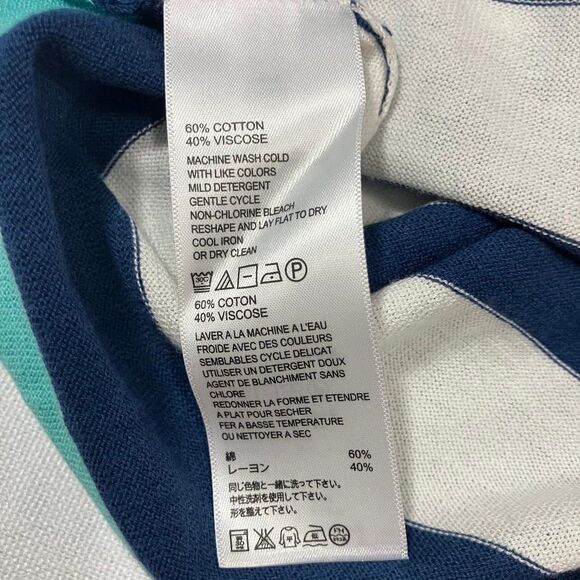 60% COTTON
40% VISCOSE
MACHINE WASH COLD
WITH LIKE COLORS
MILD DETERGENT
GENTLE CYCLE
NON-CHLORINE BLEACH
RESHAPE AND LAY FLAT TO DRY
COOL IRON
OR DRY CLEAN
30C P
60% COTON
40% VISCOSE
LAVER A LA MACHINE A L'EAU
FROIDE AVEC DES COULEURS
SEMBLABLES CYCLE DELICAT
UTILISER UN DETERGENT DOUX
AGENT DE BLANCHIMENT SANS
CHLORE
REDONNER LA FORME ET ETENDRE
A PLAT POUR SECHER
FER A BASSE TEMPERATURE
OU NETTOYER A SEC
綿 60%
レーヨン 40%
同じ色物と一緒に洗って下さい。
中性洗剤を使用して下さい。
形を整えて下さい。